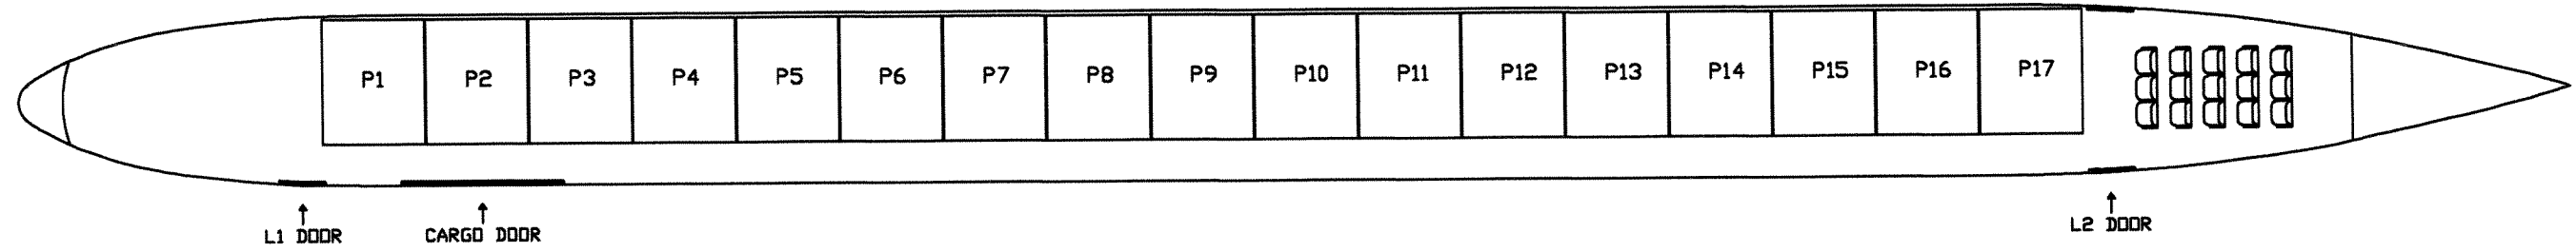 P1 P2 P3 P4 P5 P6 P7 P8 P9 P10 P11 P12 P13 P14 P15 P16 P17
L1 DOOR CARGO DOOR L2 DOOR